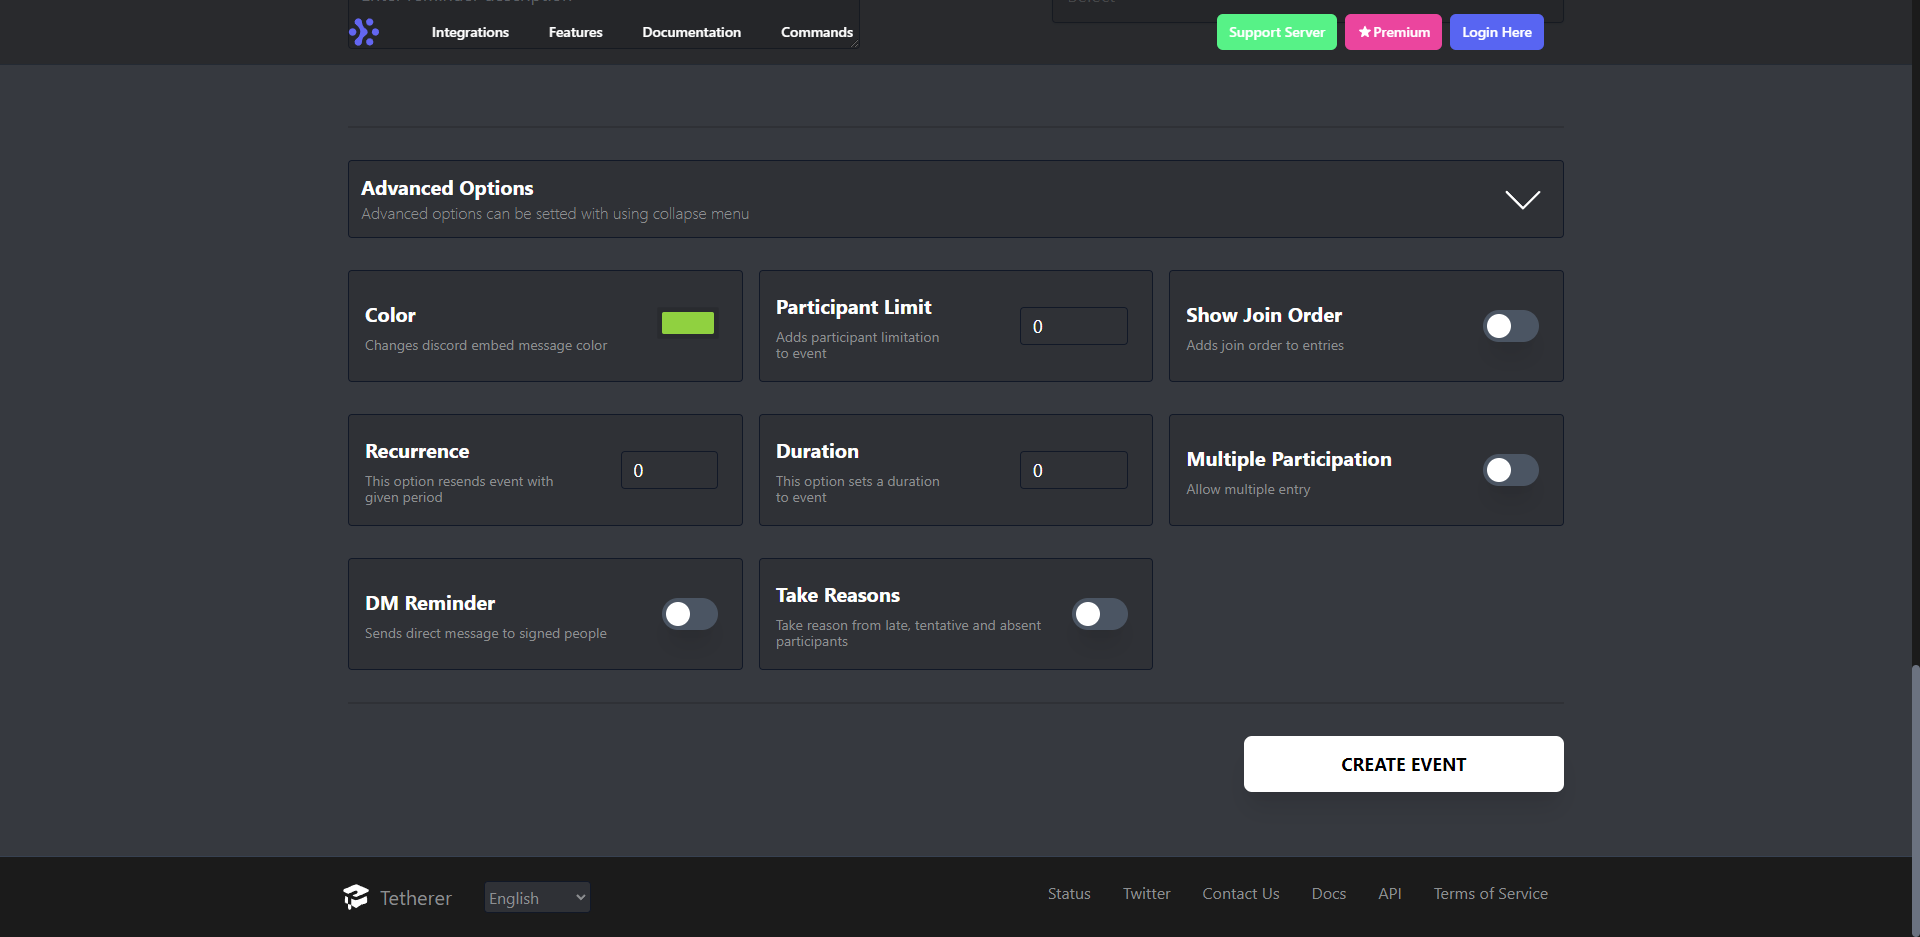 Integrations
Features
Documentation
Commands
Support Server
Premium
Login Here
Advanced Options
Advanced options can be setted with using collapse menu
Color
Changes discord embed message color
Participant Limit
Adds participant limitation
to event
0
Show Join Order
Adds join order to entries
Recurrence
This option resends event with
given period
0
Duration
This option sets a duration
to event
0
Multiple Participation
Allow multiple entry
DM Reminder
Sends direct message to signed people
Take Reasons
Take reason from late, tentative and absent
participants
CREATE EVENT
Tetherer
English
Status
Twitter
Contact Us
Docs
API
Terms of Service